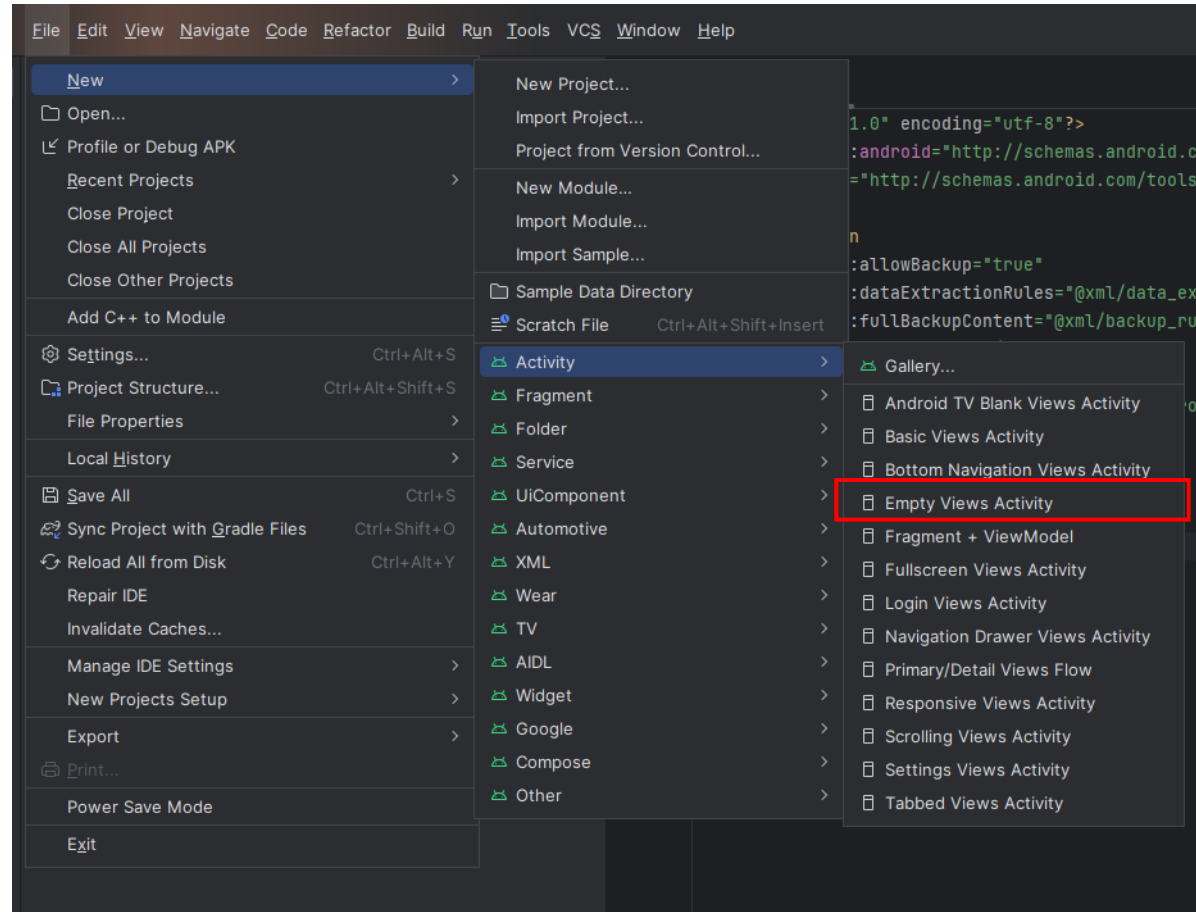 File Edit View Navigate Code Refactor Build Run Tools VCS Window Help
New
Open...
Profile or Debug APK
Recent Projects
Close Project
Close All Projects
Close Other Projects
Add C++ to Module
Settings... Ctrl+Alt+S
Project Structure... Ctrl+Alt+Shift+S
File Properties
Local History
Save All Ctrl+S
Sync Project with Gradle Files Ctrl+Shift+O
Reload All from Disk Ctrl+Alt+Y
Repair IDE
Invalidate Caches...
Manage IDE Settings
New Projects Setup
Export
Print...
Power Save Mode
Exit
New Project...
Import Project...
Project from Version Control...
New Module...
Import Module...
Import Sample...
Sample Data Directory
Scratch File Ctrl+Alt+Shift+Insert
Activity
Fragment
Folder
Service
UiComponent
Automotive
XML
Wear
TV
AIDL
Widget
Google
Compose
Other
Gallery...
Android TV Blank Views Activity
Basic Views Activity
Bottom Navigation Views Activity
Empty Views Activity
Fragment + ViewModel
Fullscreen Views Activity
Login Views Activity
Navigation Drawer Views Activity
Primary/Detail Views Flow
Responsive Views Activity
Scrolling Views Activity
Settings Views Activity
Tabbed Views Activity
1.0" encoding="utf-8"?>
:android="http://schemas.android.c
="http://schemas.android.com/tools
n
:allowBackup="true"
:dataExtractionRules="@xml/data_ex
:fullBackupContent="@xml/backup_ru